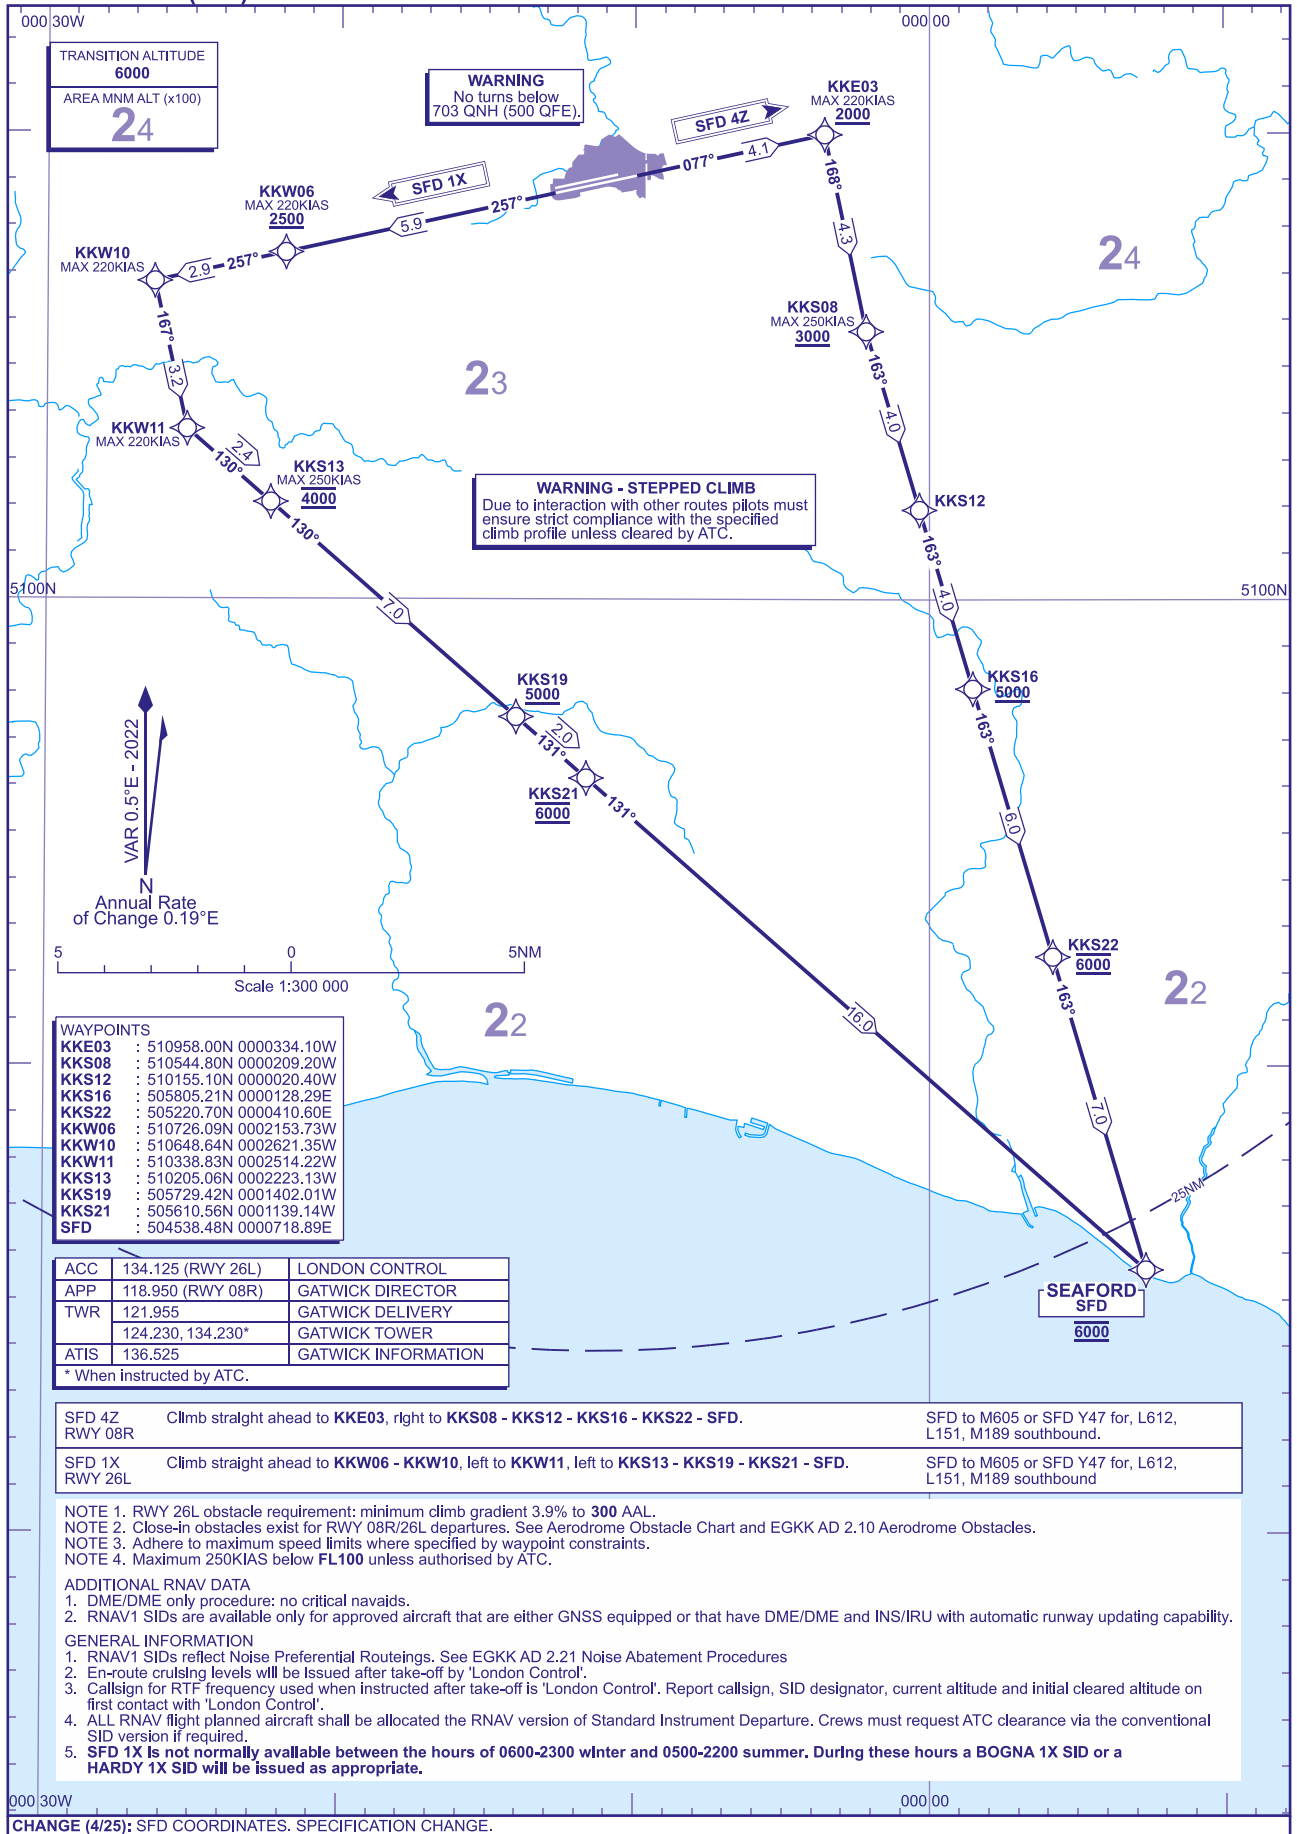 000 30W
000 00
TRANSITION ALTITUDE
6000
AREA MNM ALT (x100)
24
WARNING
No turns below
703 QNH (500 QFE).
KKE03
MAX 220KIAS
2000
SFD 4Z
4.1
077°
168°
SFD 1X
257°
5.9
KKW06
MAX 220KIAS
2500
KKW10
MAX 220KIAS
2.9
257°
4.3
24
167°
3.2
KKS08
MAX 250KIAS
3000
163°
23
4.0
KKW11
MAX 220KIAS
2.4
130°
KKS13
MAX 250KIAS
4000
130°
WARNING - STEPPED CLIMB
Due to interaction with other routes pilots must
ensure strict compliance with the specified
climb profile unless cleared by ATC.
KKS12
163°
5100N
5100N
7.0
4.0
KKS19
5000
KKS16
5000
163°
2.0
131°
KKS21
6000
131°
6.0
VAR 0.5°E - 2022
N
Annual Rate
of Change 0.19°E
5 0 5NM
Scale 1:300 000
KKS22
6000
163°
22
22
16.0
7.0
WAYPOINTS
KKE03 : 510958.00N 0000334.10W
KKS08 : 510544.80N 0000209.20W
KKS12 : 510155.10N 0000020.40W
KKS16 : 505805.21N 0000128.29E
KKS22 : 505220.70N 0000410.60E
KKW06 : 510726.09N 0002153.73W
KKW10 : 510648.64N 0002621.35W
KKW11 : 510338.83N 0002514.22W
KKS13 : 510205.06N 0002223.13W
KKS19 : 505729.42N 0001402.01W
KKS21 : 505610.56N 0001139.14W
SFD : 504538.48N 0000718.89E
25NM
SEAFORD
SFD
6000
ACC 134.125 (RWY 26L) LONDON CONTROL
APP 118.950 (RWY 08R) GATWICK DIRECTOR
TWR 121.955 GATWICK DELIVERY
124.230, 134.230* GATWICK TOWER
ATIS 136.525 GATWICK INFORMATION
* When instructed by ATC.
SFD 4Z Climb straight ahead to KKE03, right to KKS08 - KKS12 - KKS16 - KKS22 - SFD. SFD to M605 or SFD Y47 for, L612,
RWY 08R L151, M189 southbound.
SFD 1X Climb straight ahead to KKW06 - KKW10, left to KKW11, left to KKS13 - KKS19 - KKS21 - SFD. SFD to M605 or SFD Y47 for, L612,
RWY 26L L151, M189 southbound
NOTE 1. RWY 26L obstacle requirement: minimum climb gradient 3.9% to 300 AAL.
NOTE 2. Close-in obstacles exist for RWY 08R/26L departures. See Aerodrome Obstacle Chart and EGKK AD 2.10 Aerodrome Obstacles.
NOTE 3. Adhere to maximum speed limits where specified by waypoint constraints.
NOTE 4. Maximum 250KIAS below FL100 unless authorised by ATC.
ADDITIONAL RNAV DATA
1. DME/DME only procedure: no critical navaids.
2. RNAV1 SIDs are available only for approved aircraft that are either GNSS equipped or that have DME/DME and INS/IRU with automatic runway updating capability.
GENERAL INFORMATION
1. RNAV1 SIDs reflect Noise Preferential Routeings. See EGKK AD 2.21 Noise Abatement Procedures
2. En-route cruising levels will be issued after take-off by 'London Control'.
3. Callsign for RTF frequency used when instructed after take-off is 'London Control'. Report callsign, SID designator, current altitude and initial cleared altitude on
first contact with 'London Control'.
4. ALL RNAV flight planned aircraft shall be allocated the RNAV version of Standard Instrument Departure. Crews must request ATC clearance via the conventional
SID version if required.
5. SFD 1X is not normally available between the hours of 0600-2300 winter and 0500-2200 summer. During these hours a BOGNA 1X SID or a
HARDY 1X SID will be issued as appropriate.
000 30W
000 00
CHANGE (4/25): SFD COORDINATES. SPECIFICATION CHANGE.